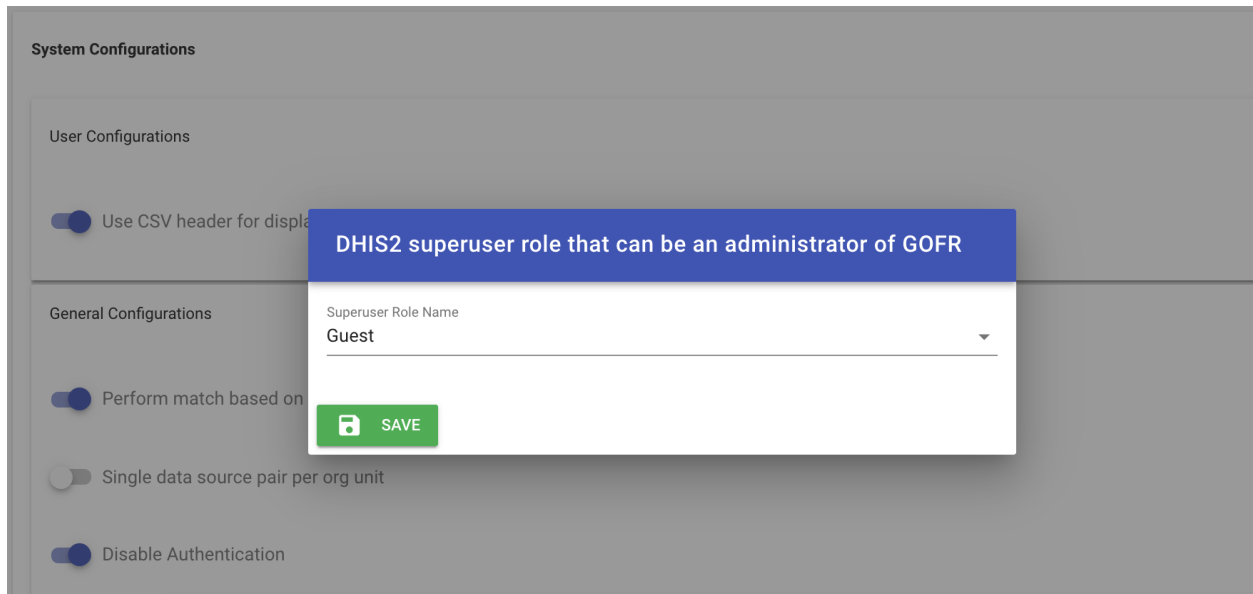 System Configurations
User Configurations
Use CSV header for displa
DHIS2 superuser role that can be an administrator of GOFR
General Configurations
Superuser Role Name
Guest
Perform match based on
SAVE
Single data source pair per org unit
Disable Authentication